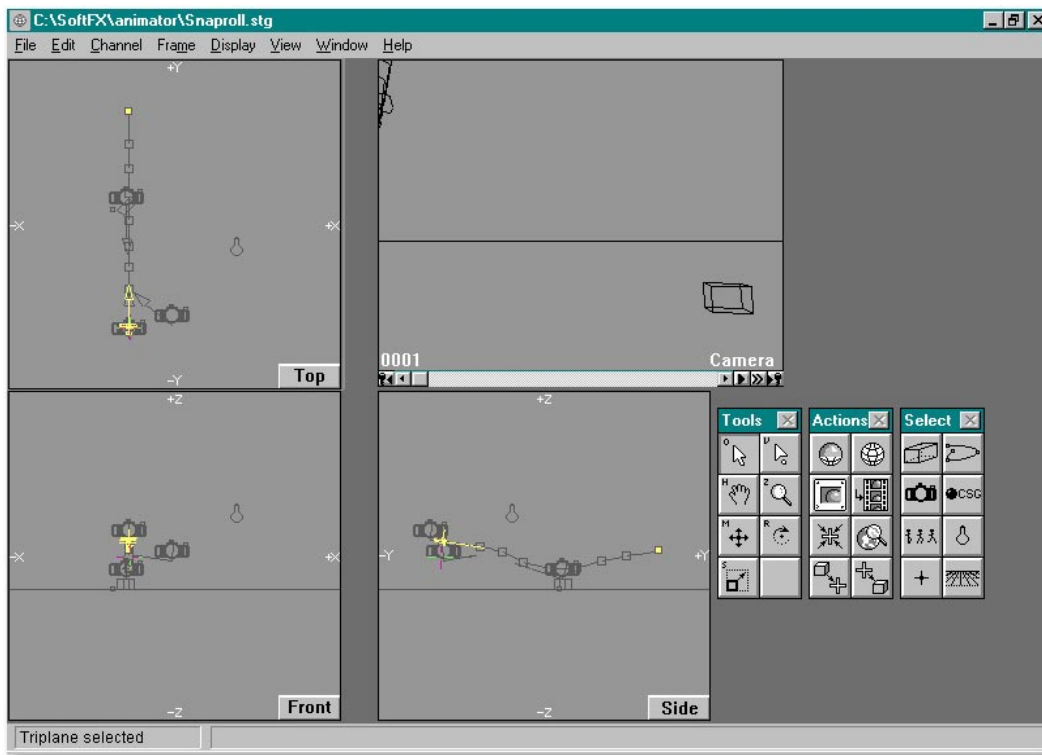 C:\SoftFX\animator\Snaproll.stg
File Edit Channel Frame Display View Window Help
+Y
-X
+X
-Y
Top
0001
Camera
+Z
-X
+X
-Z
Front
+Z
-Y
+Y
-Z
Side
Tools
O
V
H
Z
M
R
S
Actions
Select
CSG
Triplane selected